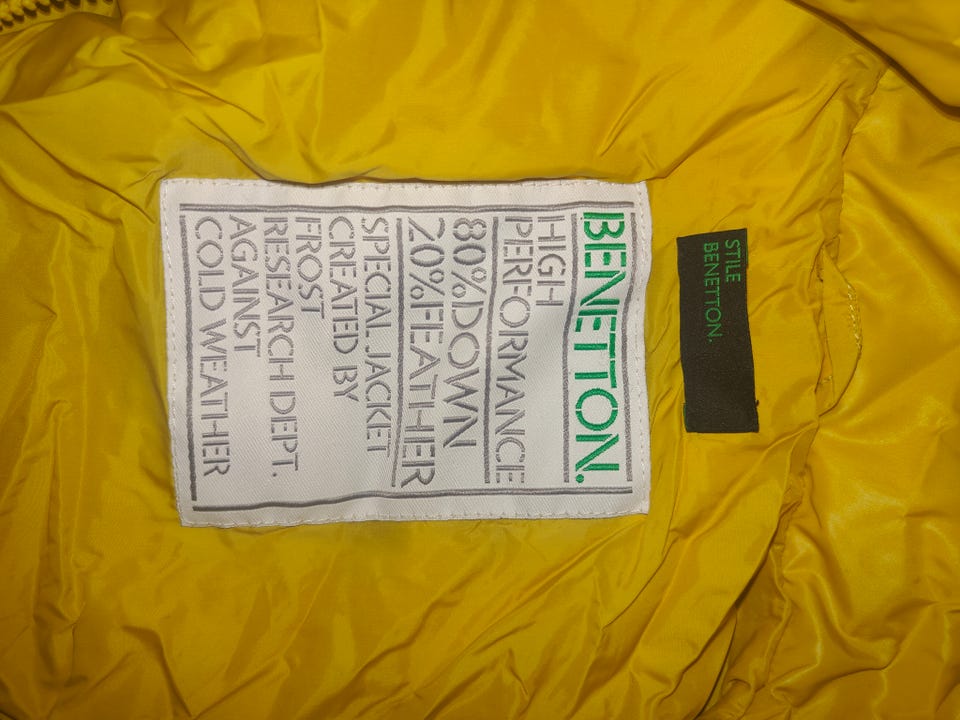 STILE
BENETTON.
BENETTON.
HIGH
PERFORMANCE
80% DOWN
20% FEATHER
SPECIAL JACKET
CREATED BY
FROST
RESEARCH DEPT.
AGAINST
COLD WEATHER